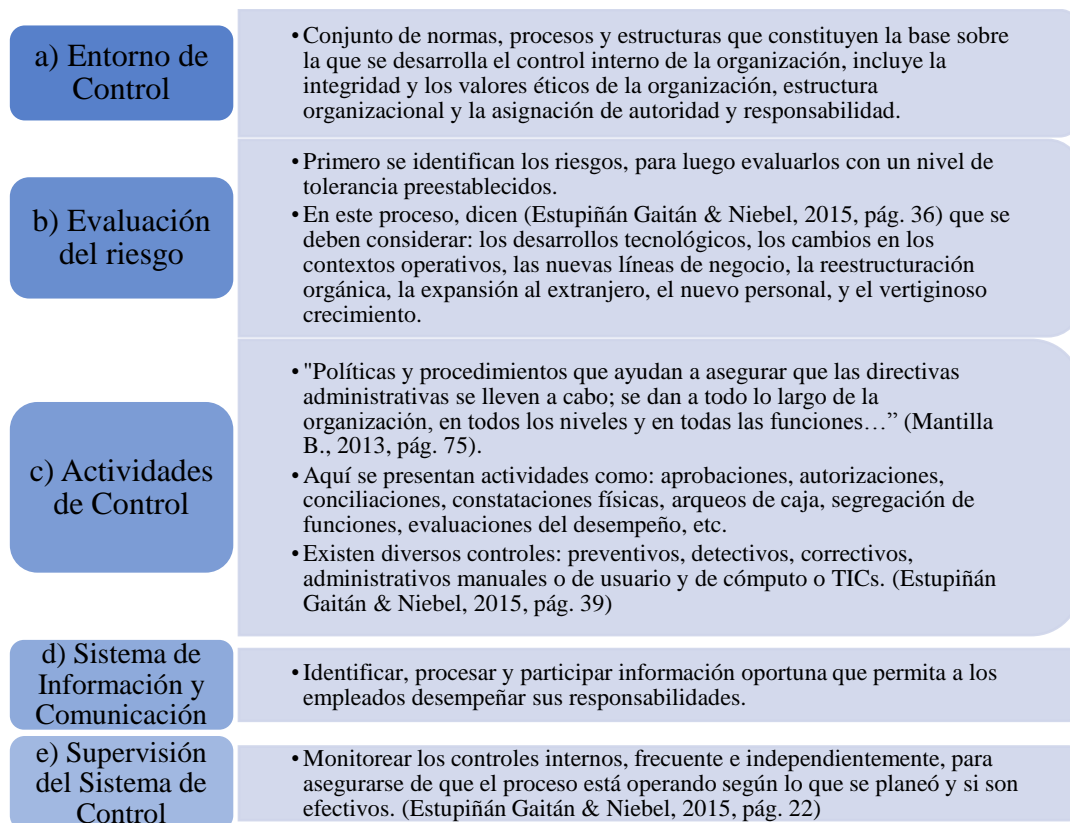 a) Entorno de
Control
• Conjunto de normas, procesos y estructuras que constituyen la base sobre
la que se desarrolla el control interno de la organización, incluye la
integridad y los valores éticos de la organización, estructura
organizacional y la asignación de autoridad y responsabilidad.
b) Evaluación
del riesgo
• Primero se identifican los riesgos, para luego evaluarlos con un nivel de
tolerancia preestablecidos.
• En este proceso, dicen (Estupiñán Gaitán & Niebel, 2015, pág. 36) que se
deben considerar: los desarrollos tecnológicos, los cambios en los
contextos operativos, las nuevas líneas de negocio, la reestructuración
orgánica, la expansión al extranjero, el nuevo personal, y el vertiginoso
crecimiento.
c) Actividades
de Control
• "Políticas y procedimientos que ayudan a asegurar que las directivas
administrativas se lleven a cabo; se dan a todo lo largo de la
organización, en todos los niveles y en todas las funciones…” (Mantilla
B., 2013, pág. 75).
• Aquí se presentan actividades como: aprobaciones, autorizaciones,
conciliaciones, constataciones físicas, arqueos de caja, segregación de
funciones, evaluaciones del desempeño, etc.
• Existen diversos controles: preventivos, detectivos, correctivos,
administrativos manuales o de usuario y de cómputo o TICs. (Estupiñán
Gaitán & Niebel, 2015, pág. 39)
d) Sistema de
Información y
Comunicación
• Identificar, procesar y participar información oportuna que permita a los
empleados desempeñar sus responsabilidades.
e) Supervisión
del Sistema de
Control
• Monitorear los controles internos, frecuente e independientemente, para
asegurarse de que el proceso está operando según lo que se planeó y si son
efectivos. (Estupiñán Gaitán & Niebel, 2015, pág. 22)